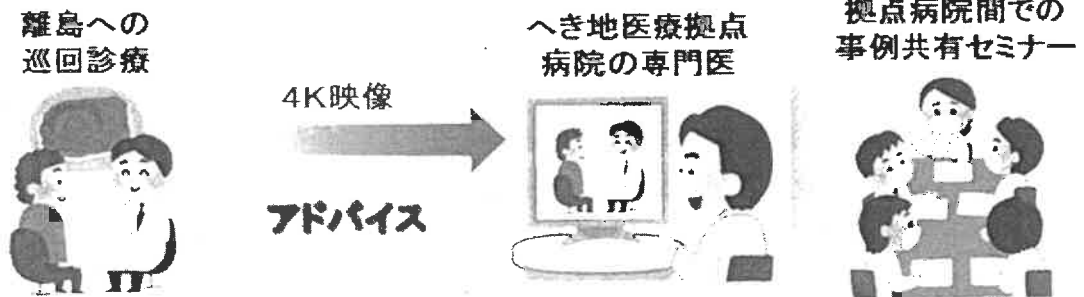 離島への
巡回診療
4K映像
アドバイス
へき地医療拠点
病院の専門医
拠点病院間での
事例共有セミナー